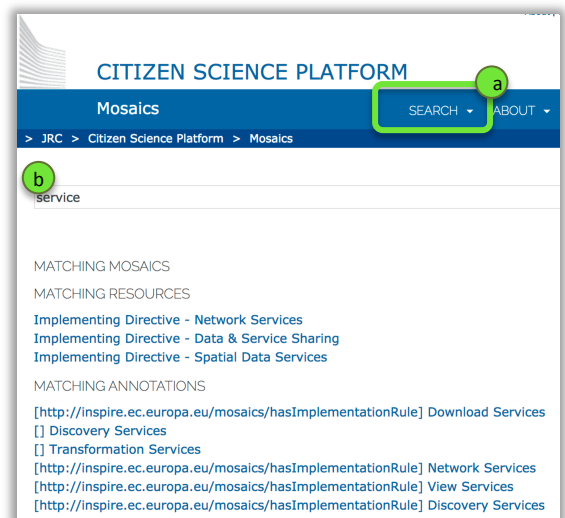 CITIZEN SCIENCE PLATFORM
a
Mosaics
SEARCH
ABOUT
> JRC > Citizen Science Platform > Mosaics
b
service
MATCHING MOSAICS
MATCHING RESOURCES
Implementing Directive - Network Services
Implementing Directive - Data & Service Sharing
Implementing Directive - Spatial Data Services
MATCHING ANNOTATIONS
[http://inspire.ec.europa.eu/mosaics/hasImplementationRule] Download Services
[] Discovery Services
[] Transformation Services
[http://inspire.ec.europa.eu/mosaics/hasImplementationRule] Network Services
[http://inspire.ec.europa.eu/mosaics/hasImplementationRule] View Services
[http://inspire.ec.europa.eu/mosaics/hasImplementationRule] Discovery Services